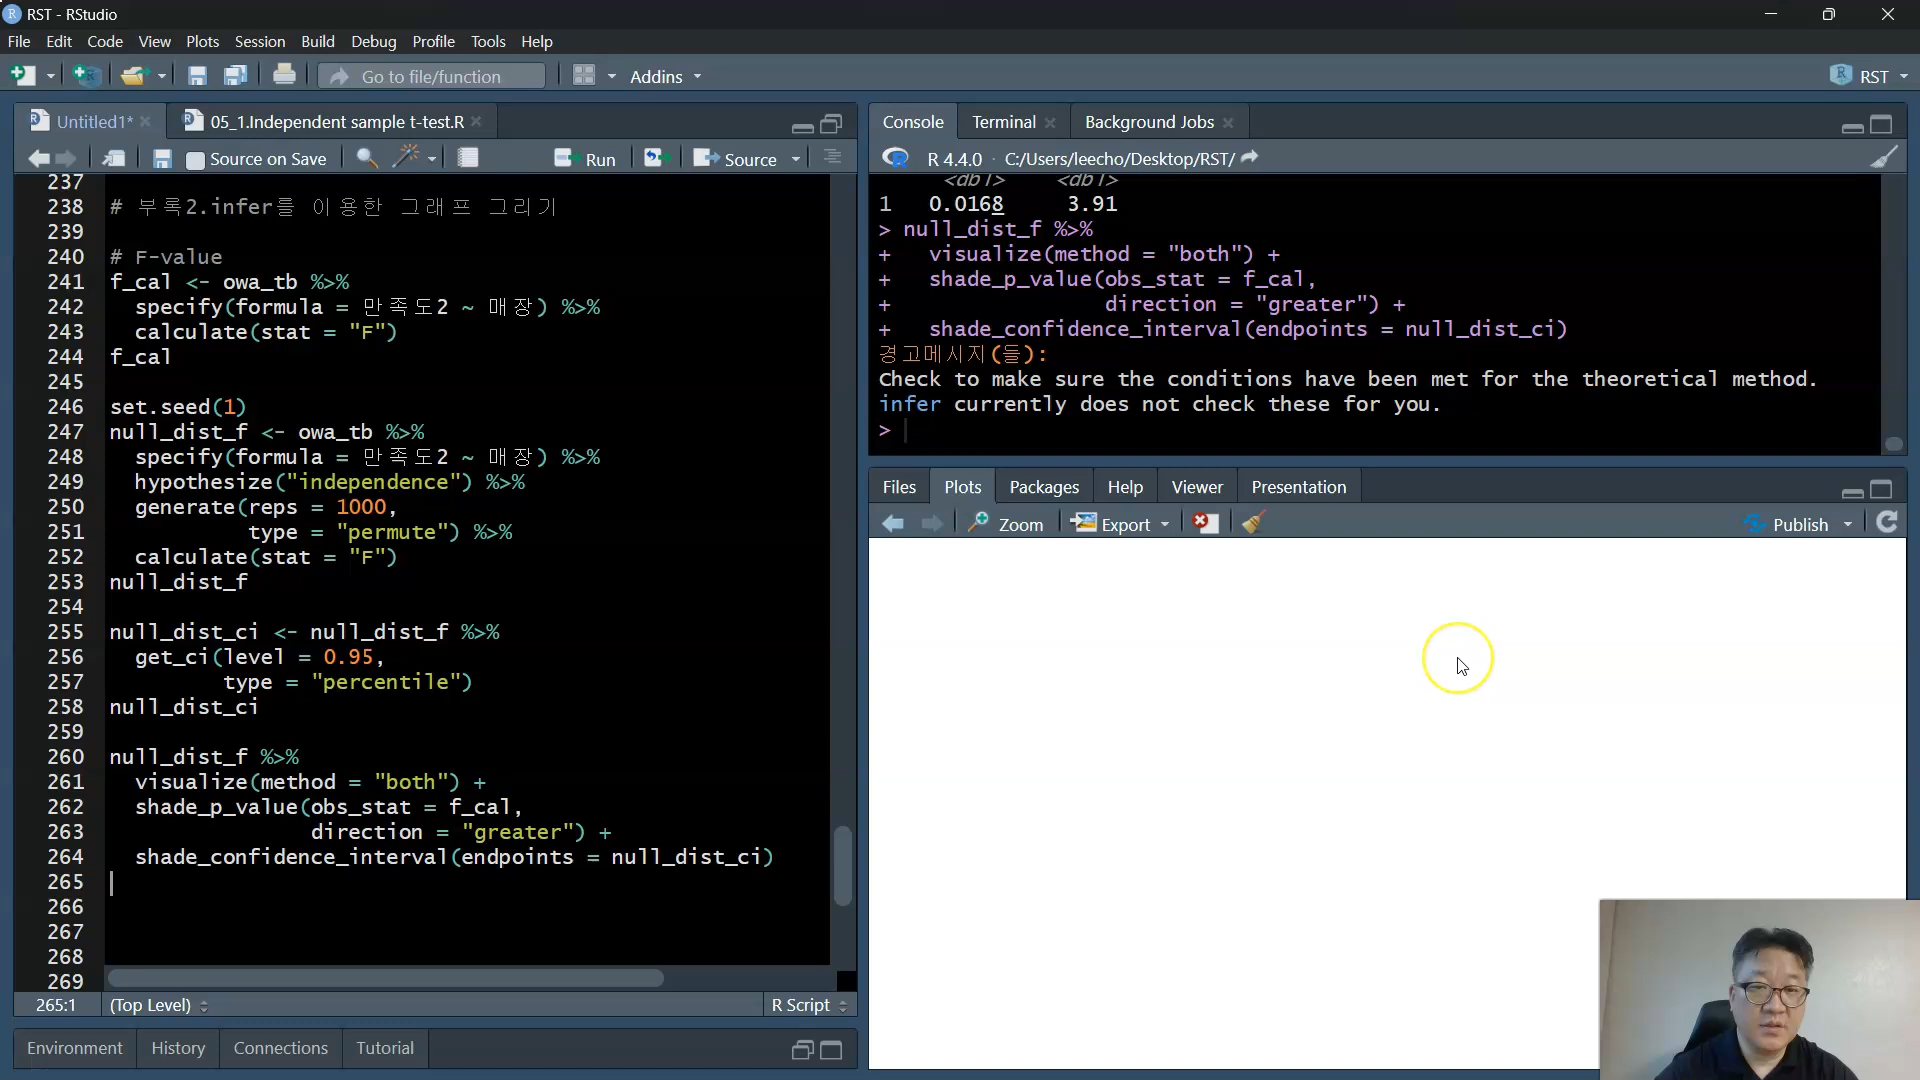 RST - RStudio
File Edit Code View Plots Session Build Debug Profile Tools Help
Go to file/function Addins RST
Untitled1* 05_1.Independent sample t-test.R
Source on Save Run Source
237
238 # 부록2.infer를 이용한 그래프 그리기
239
240 # F-value
241 f_cal <- owa_tb %>%
242 specify(formula = 만족도2 ~ 매장) %>%
243 calculate(stat = "F")
244 f_cal
245
246 set.seed(1)
247 null_dist_f <- owa_tb %>%
248 specify(formula = 만족도2 ~ 매장) %>%
249 hypothesize("independence") %>%
250 generate(reps = 1000,
251 type = "permute") %>%
252 calculate(stat = "F")
253 null_dist_f
254
255 null_dist_ci <- null_dist_f %>%
256 get_ci(level = 0.95,
257 type = "percentile")
258 null_dist_ci
259
260 null_dist_f %>%
261 visualize(method = "both") +
262 shade_p_value(obs_stat = f_cal,
263 direction = "greater") +
264 shade_confidence_interval(endpoints = null_dist_ci)
265
266
267
268
269
265:1 (Top Level) R Script
Environment History Connections Tutorial
Console Terminal Background Jobs
R 4.4.0 · C:/Users/leecho/Desktop/RST/
<dbl> <dbl>
1 0.0168 3.91
> null_dist_f %>%
+ visualize(method = "both") +
+ shade_p_value(obs_stat = f_cal,
+ direction = "greater") +
+ shade_confidence_interval(endpoints = null_dist_ci)
경고메시지(들):
Check to make sure the conditions have been met for the theoretical method.
infer currently does not check these for you.
>
Files Plots Packages Help Viewer Presentation
Zoom Export Publish